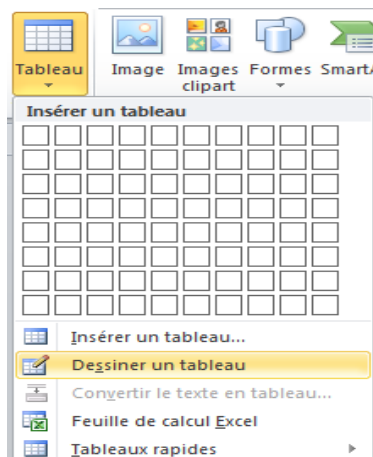 Tableau Image Images clipart Formes SmartA
Insérer un tableau
Insérer un tableau...
Dessiner un tableau
Convertir le texte en tableau...
Feuille de calcul Excel
Tableaux rapides